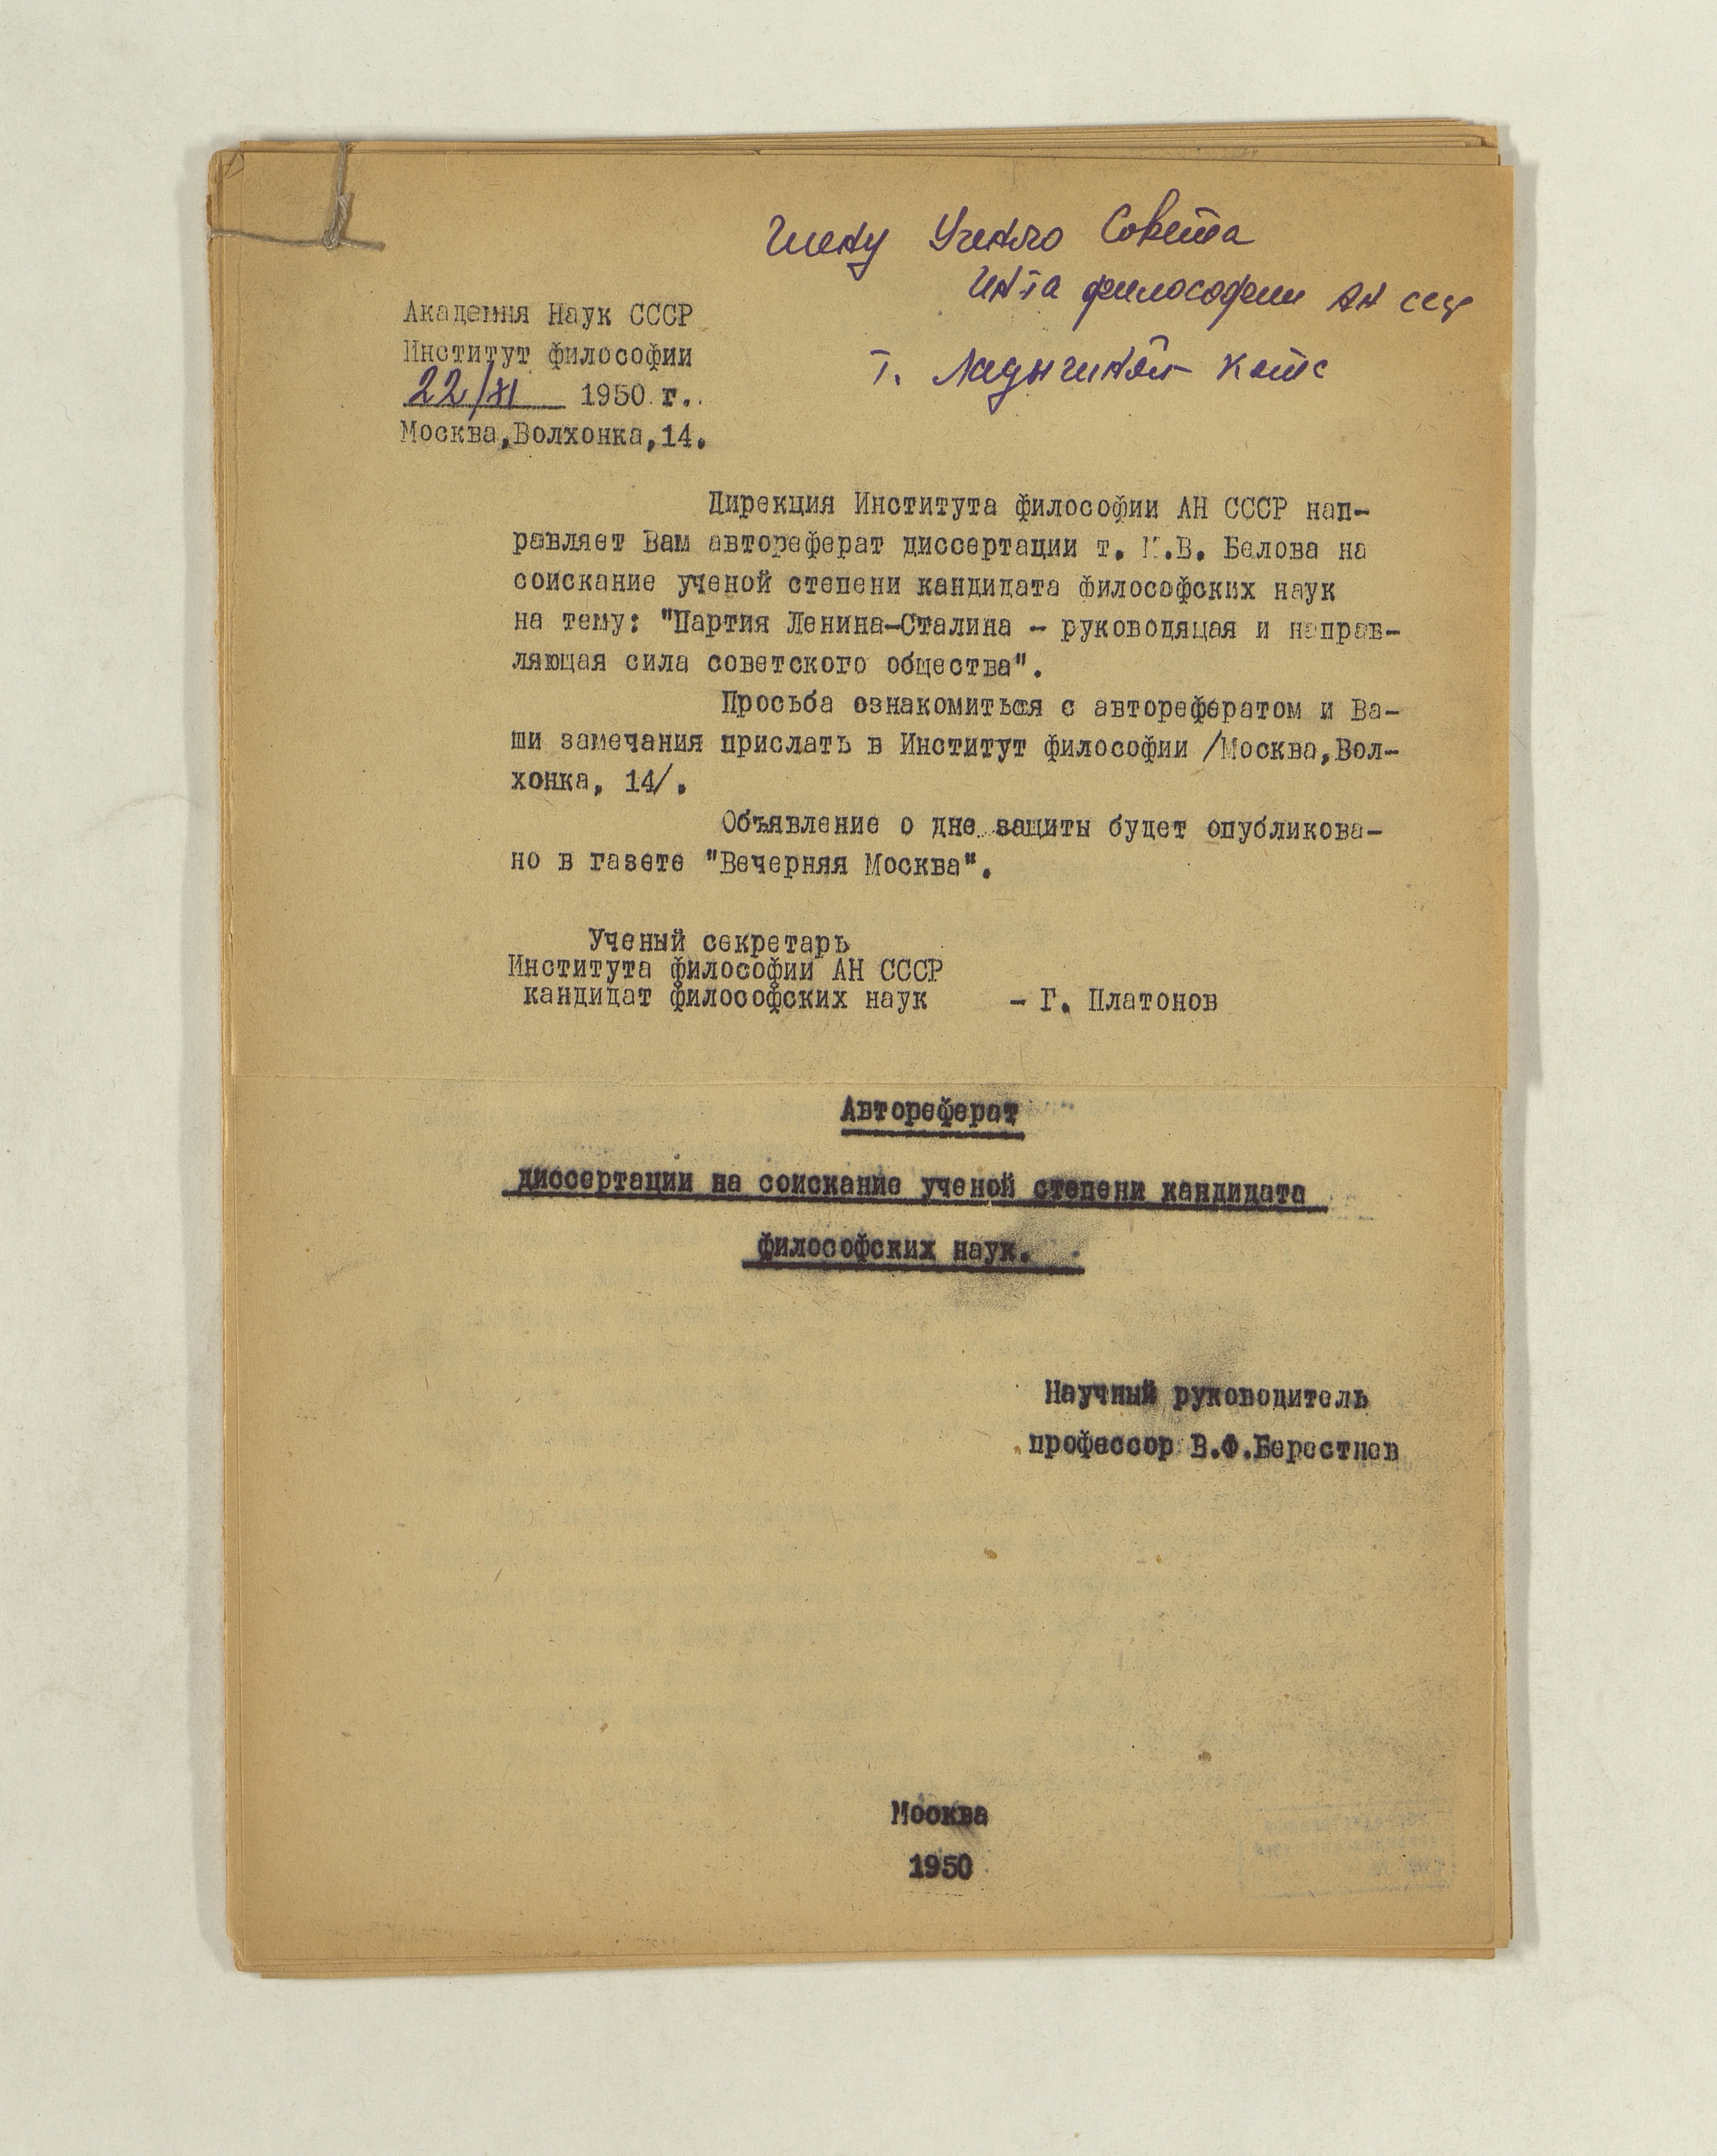 Члену Ученого Совета
Ин-та философии АН СССР
т.
Академия Наук СССР
Институт философии
22/XI 1950 г.
Москва,Волхонка,14.
Дирекция Института философии АН СССР нап-
равляет Вам автореферат диссертации т. .В. Белова на
соискание ученой степени кандидата философских наук
на тему: "Партия Ленина-Сталина - руководящая и направ-
ляющая сила советского общества".
Просьба ознакомиться с авторефератом и Ва-
ши замечания прислать в Институт философии /Москва,Вол-
хонка, 14/.
Объявление о дне защиты будет опубликова-
но в газете "Вечерняя Москва".
Ученый секретарь
Института философии АН СССР
кандидат философских наук - Г. Платонов
Автореферат
диссертации на соискание ученой степени кандидата
философских наук.
Научный руководитель
профессор В.Ф.Берестнев
Москва
1950